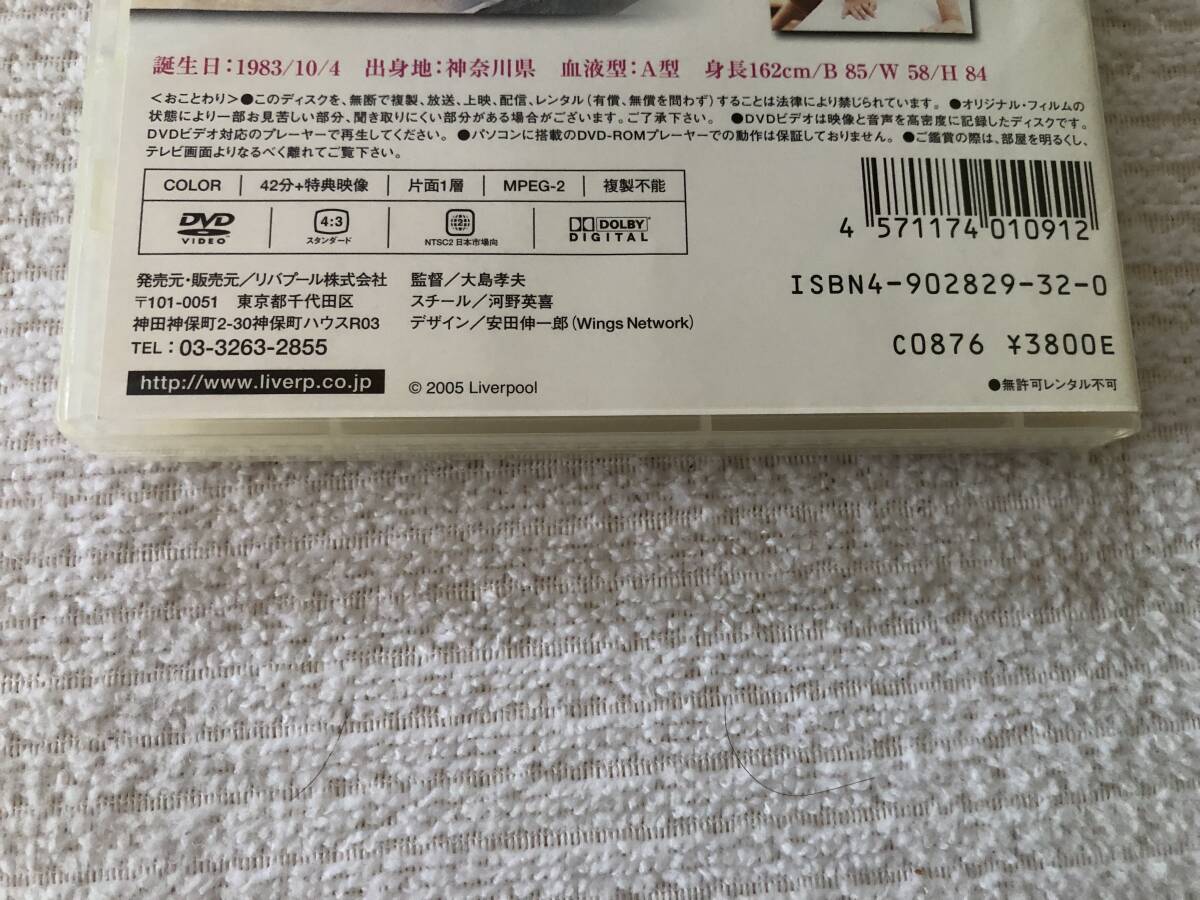 誕生日：1983/10/4　出身地：神奈川県　血液型：A型　身長162cm/B 85/W 58/H 84
＜おことわり＞●このディスクを、無断で複製、放送、上映、配信、レンタル（有償、無償を問わず）することは法律により禁じられています。●オリジナル・フィルムの
状態により一部お見苦しい部分、聞き取りにくい部分がある場合がございます。ご了承下さい。●DVDビデオは映像と音声を高密度に記録したディスクです。
DVDビデオ対応のプレーヤーで再生してください。●パソコンに搭載のDVD-ROMプレーヤーでの動作は保証しておりません。●ご鑑賞の際は、部屋を明るくし、
テレビ画面よりなるべく離れてご覧下さい。
COLOR　42分+特典映像　片面1層　MPEG-2　複製不能
DVD VIDEO　4:3 スタンダード　2 NTSC2 日本市場向　DOLBY DIGITAL
4 571174 010912
発売元・販売元／リバプール株式会社
〒101-0051　東京都千代田区
神田神保町2-30神保町ハウスR03
TEL：03-3263-2855
http://www.liverp.co.jp
監督／大島孝夫
スチール／河野英喜
デザイン／安田伸一郎（Wings Network）
© 2005 Liverpool
ISBN4-902829-32-0
C0876 ¥3800E
●無許可レンタル不可